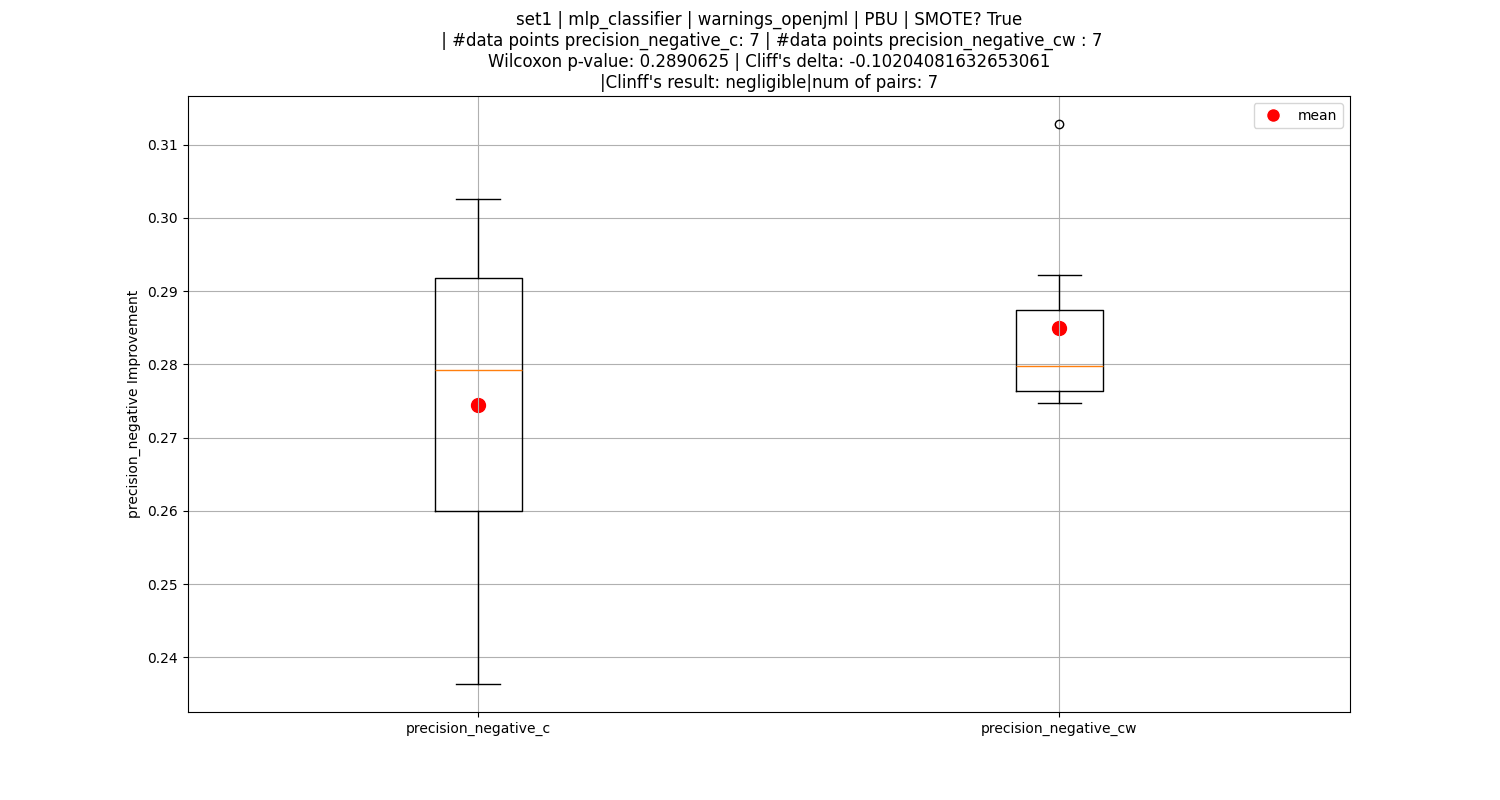 set1 | mlp_classifier | warnings_openjml | PBU | SMOTE? True
| #data points precision_negative_c: 7 | #data points precision_negative_cw : 7
Wilcoxon p-value: 0.2890625 | Cliff's delta: -0.10204081632653061
|Clinff's result: negligible|num of pairs: 7
mean
0.31
0.30
0.29
0.28
0.27
0.26
0.25
0.24
precision_negative Improvement
precision_negative_c
precision_negative_cw